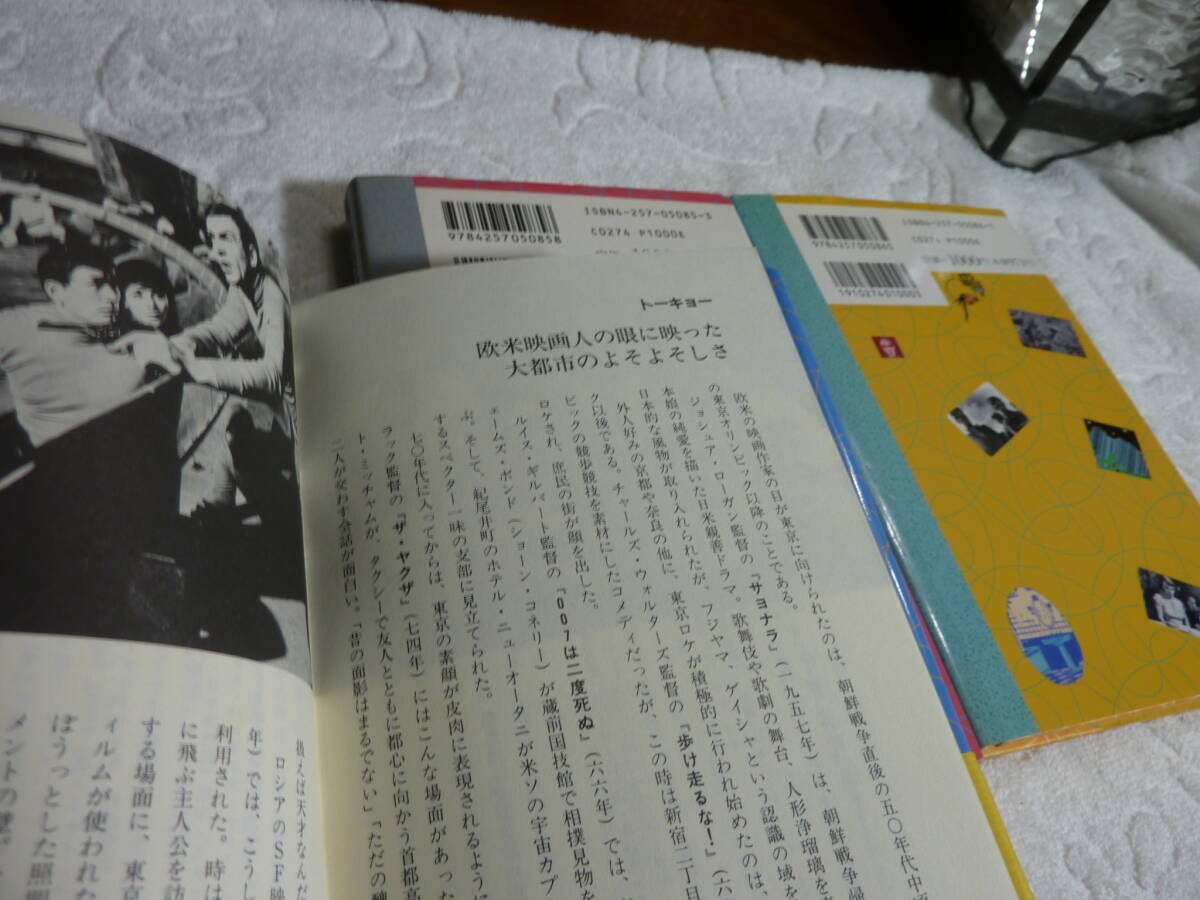 トーキョー
欧米映画人の眼に映った
大都市のよそよそしさ
欧米の映画作家の目が東京に向けられたのは、朝鮮戦争直後の五〇年代中頃
の東京オリンピック以降のことである。
ジョシュア・ローガン監督の『サヨナラ』（一九五七年）は、朝鮮戦争帰
本娘の純愛を描いた日米親善ドラマ。歌舞伎や歌劇の舞台、人形浄瑠璃を
日本的な風物が取り入れられたが、フジヤマ、ゲイシャという認識の域を
外人好みの京都や奈良の他に、東京ロケが積極的に行われ始めたのは、
ク以後である。チャールズ・ウォルターズ監督の『歩け走るな！』（六
ピックの競歩競技を素材にしたコメディだったが、この時は新宿二丁目
ロケされ、庶民の街が顔を出した。
ルイス・ギルバート監督の『００７は二度死ぬ』（六六年）では、
ェームズ・ボンド（ショーン・コネリー）が蔵前国技館で相撲見物を
ぶ。そして、紀尾井町のホテル・ニューオータニが米ソの宇宙カプ
するスペクター一味の支部に見立てられた。
七〇年代に入ってからは、東京の素顔が皮肉に表現されるように
ラック監督の『ザ・ヤクザ』（七四年）にはこんな場面があった
ト・ミッチャムが、タクシーで友人とともに都心に向かう首都高
二人が交わす会話が面白い。「昔の面影はまるでない」「ただの醜
揃えば天才なんだ
ロシアのSF映
年）では、こうし
利用された。時は
に飛ぶ主人公を訪
する場面に、東京
ィルムが使われた
ぼうっとした照明
メントの壁。
ISBN4-257-05085-3
9784257050858
C0274 P1000E
9784257050865
C0274 P1000E
1910274010003